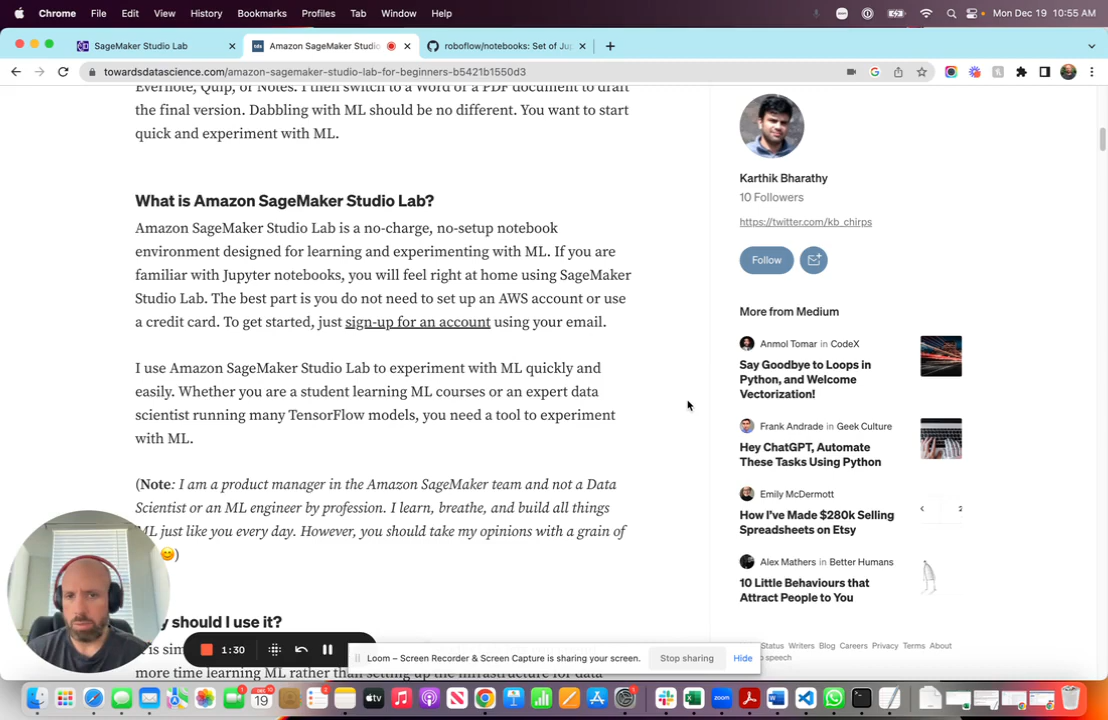 Chrome File Edit View History Bookmarks Profiles Tab Window Help Mon Dec 19 10:55 AM
SageMaker Studio Lab
Amazon SageMaker Studio
roboflow/notebooks: Set of Ju
towardsdatascience.com/amazon-sagemaker-studio-lab-for-beginners-b5421b1550d3
Evernote, Quip, or Notes. I then switch to a Word or a PDF document to draft
the final version. Dabbling with ML should be no different. You want to start
quick and experiment with ML.
What is Amazon SageMaker Studio Lab?
Amazon SageMaker Studio Lab is a no-charge, no-setup notebook
environment designed for learning and experimenting with ML. If you are
familiar with Jupyter notebooks, you will feel right at home using SageMaker
Studio Lab. The best part is you do not need to set up an AWS account or use
a credit card. To get started, just sign-up for an account using your email.
I use Amazon SageMaker Studio Lab to experiment with ML quickly and
easily. Whether you are a student learning ML courses or an expert data
scientist running many TensorFlow models, you need a tool to experiment
with ML.
(Note: I am a product manager in the Amazon SageMaker team and not a Data
Scientist or an ML engineer by profession. I learn, breathe, and build all things
ML just like you every day. However, you should take my opinions with a grain of
😊)
y should I use it?
is sim
more time learning ML rather than setting up the infrastructure for data
Karthik Bharathy
10 Followers
https://twitter.com/kb_chirps
Follow
More from Medium
Anmol Tomar in CodeX
Say Goodbye to Loops in
Python, and Welcome
Vectorization!
Frank Andrade in Geek Culture
Hey ChatGPT, Automate
These Tasks Using Python
Emily McDermott
How I've Made $280k Selling
Spreadsheets on Etsy
Alex Mathers in Better Humans
10 Little Behaviours that
Attract People to You
Status Writers Blog Careers Privacy Terms About
speech
1:30
Loom – Screen Recorder & Screen Capture is sharing your screen. Stop sharing Hide